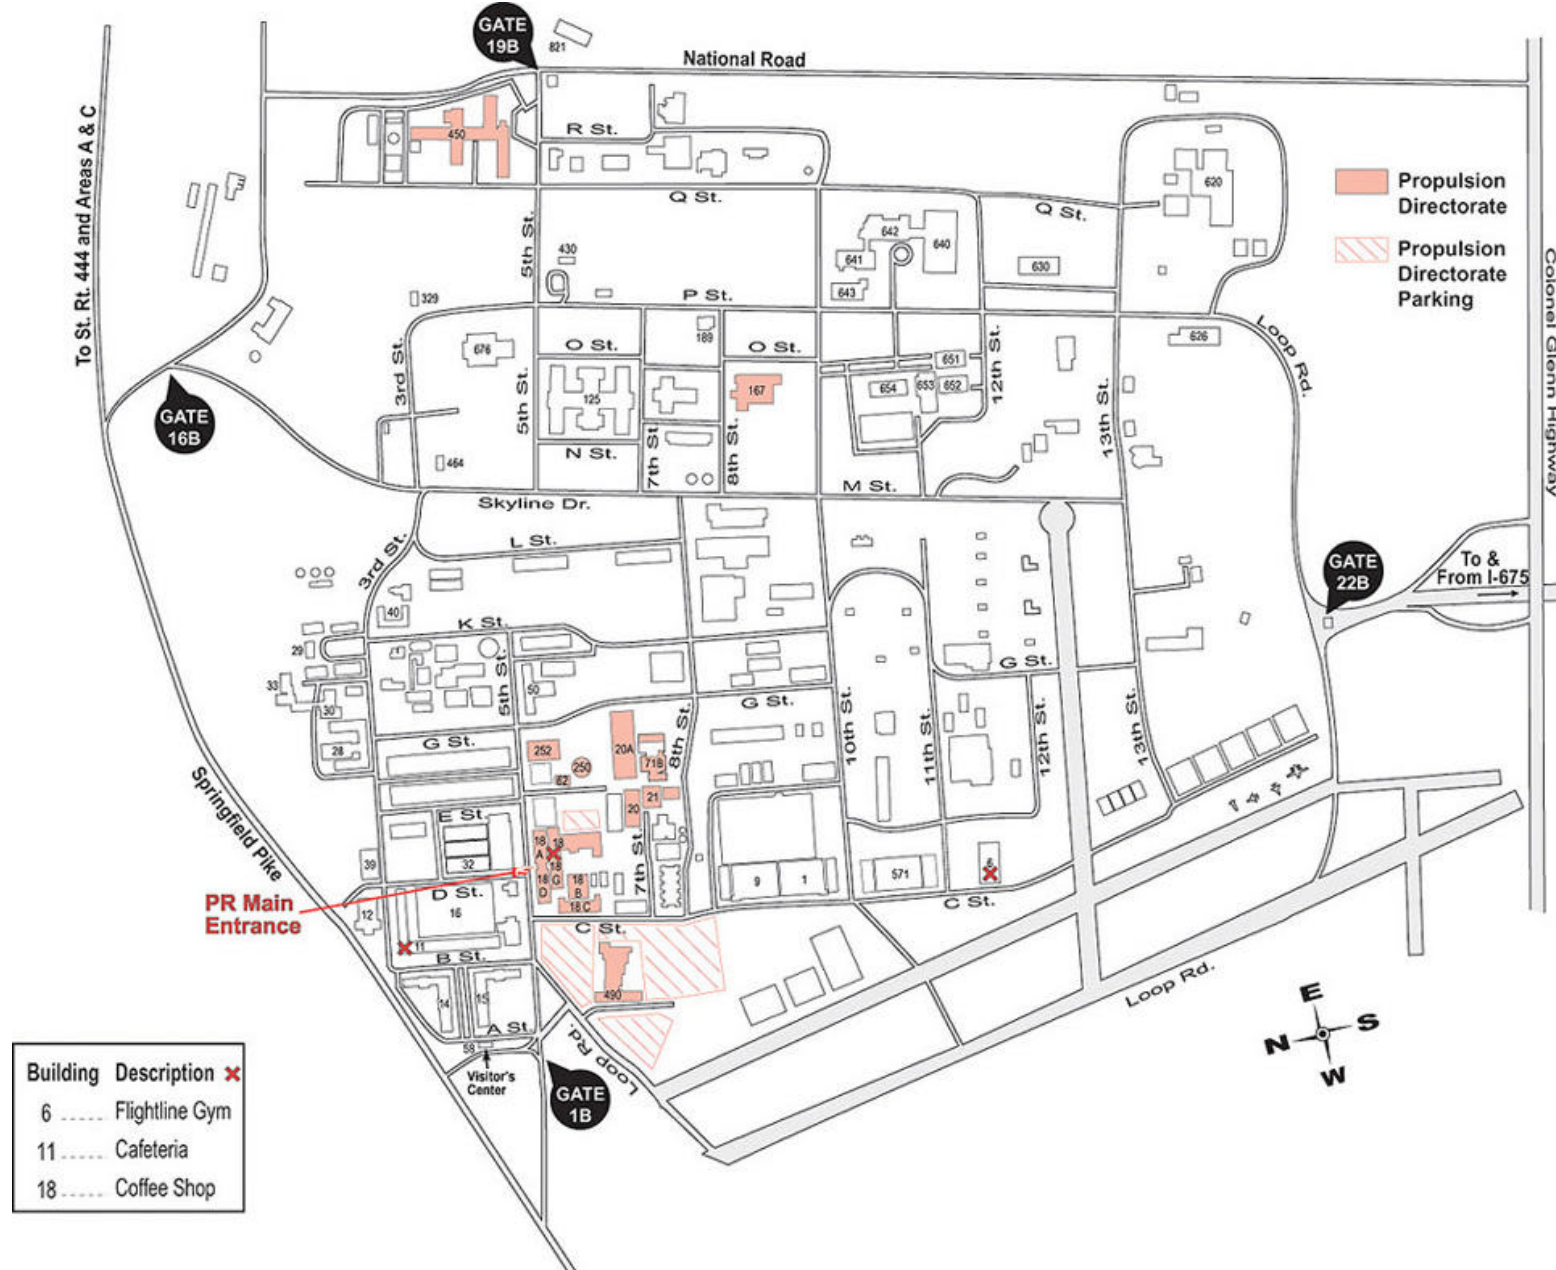 GATE
19B
821
National Road
To St. Rt. 444 and Areas A & C
450
R St.
620
Propulsion
Directorate
Q St.
Q St.
5th St.
430
642
640
641
643
630
Propulsion
Directorate
Parking
Colonel Glenn Highway
329
P St.
189
O St.
O St.
676
3rd St.
5th St.
125
167
651
654
653
652
12th St.
626
Loop Rd.
13th St.
GATE
16B
464
N St.
7th St.
8th St.
M St.
Skyline Dr.
L St.
3rd St.
GATE
22B
To &
From I-675
40
K St.
29
33
30
28
5th St.
50
G St.
G St.
G St.
8th St.
10th St.
11th St.
12th St.
13th St.
252
250
62
20A
71B
21
20
E St.
32
39
18
A
18
18
G
18
D
18
B
18 C
7th St.
9
1
571
6
C St.
Springfield Pike
PR Main
Entrance
D St.
16
12
11
B St.
C St.
490
14
15
A St.
58
Visitor's
Center
Loop Rd.
Loop Rd.
GATE
1B
E
N
S
W
Building Description
6 ...... Flightline Gym
11 ...... Cafeteria
18 ...... Coffee Shop